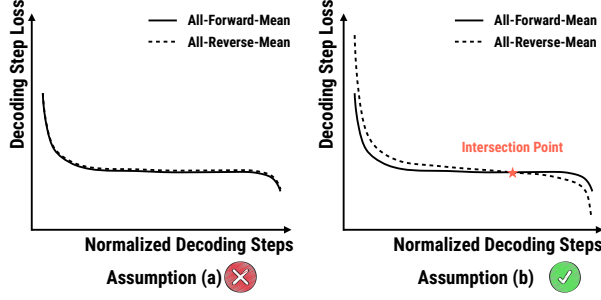 Decoding Step Loss
All-Forward-Mean
All-Reverse-Mean
Normalized Decoding Steps
Assumption (a)
Decoding Step Loss
All-Forward-Mean
All-Reverse-Mean
Intersection Point
Normalized Decoding Steps
Assumption (b)